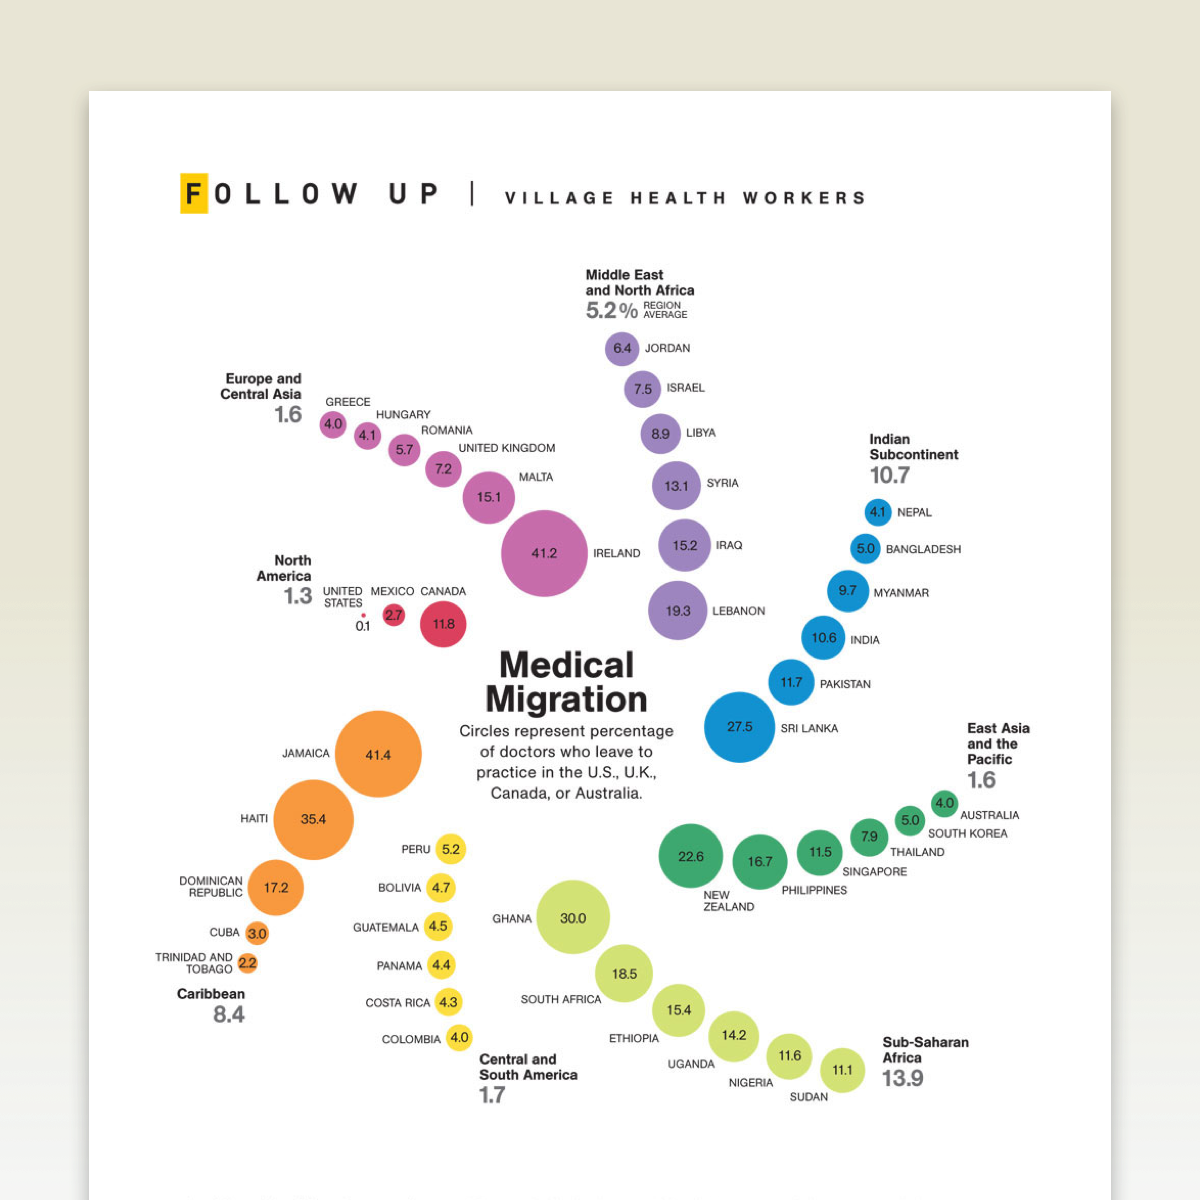 FOLLOW UP | VILLAGE HEALTH WORKERS
Middle East
and North Africa
5.2% REGION
AVERAGE
6.4 JORDAN
7.5 ISRAEL
8.9 LIBYA
13.1 SYRIA
15.2 IRAQ
19.3 LEBANON
Europe and
Central Asia
1.6
GREECE
4.0
HUNGARY
4.1
ROMANIA
5.7
UNITED KINGDOM
7.2
MALTA
15.1
41.2 IRELAND
Indian
Subcontinent
10.7
4.1 NEPAL
5.0 BANGLADESH
9.7 MYANMAR
10.6 INDIA
11.7 PAKISTAN
27.5 SRI LANKA
North
America
1.3
UNITED
STATES
0.1
MEXICO
2.7
CANADA
11.8
Medical
Migration
Circles represent percentage
of doctors who leave to
practice in the U.S., U.K.,
Canada, or Australia.
East Asia
and the
Pacific
1.6
4.0
AUSTRALIA
5.0
SOUTH KOREA
7.9
THAILAND
11.5
SINGAPORE
16.7
PHILIPPINES
22.6
NEW
ZEALAND
JAMAICA 41.4
HAITI 35.4
DOMINICAN
REPUBLIC
17.2
CUBA 3.0
TRINIDAD AND
TOBAGO
2.2
Caribbean
8.4
PERU 5.2
BOLIVIA 4.7
GUATEMALA 4.5
PANAMA 4.4
COSTA RICA 4.3
COLOMBIA 4.0
Central and
South America
1.7
GHANA 30.0
18.5
SOUTH AFRICA
15.4
ETHIOPIA
14.2
UGANDA
11.6
NIGERIA
11.1
SUDAN
Sub-Saharan
Africa
13.9